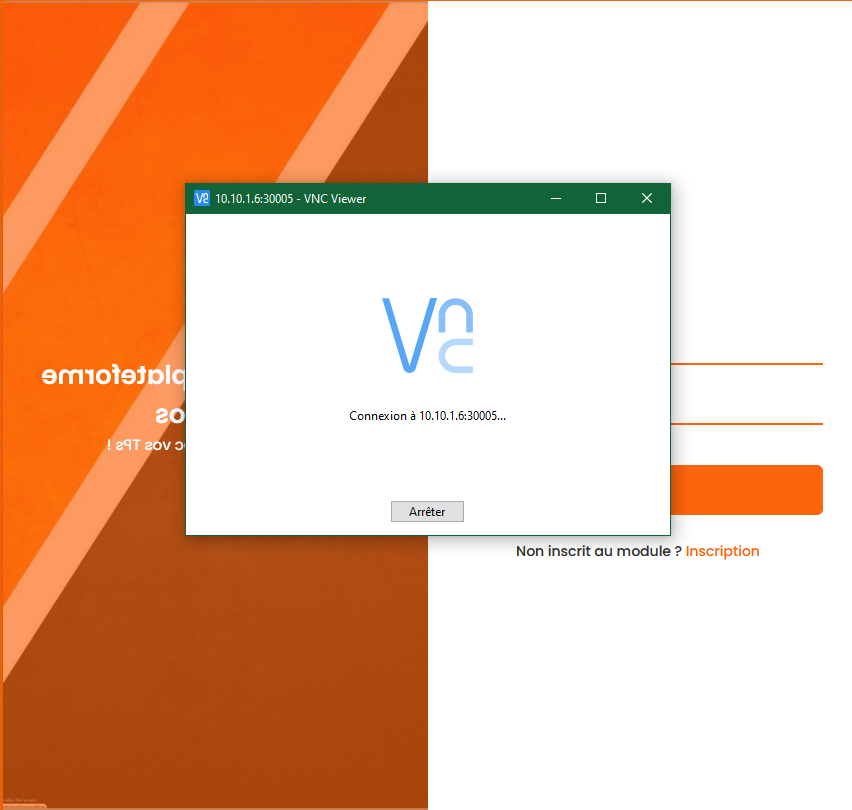 10.10.1.6:30005 - VNC Viewer
Connexion à 10.10.1.6:30005...
Arrêter
plateforme
os
c vos TPs !
Non inscrit au module ? Inscription